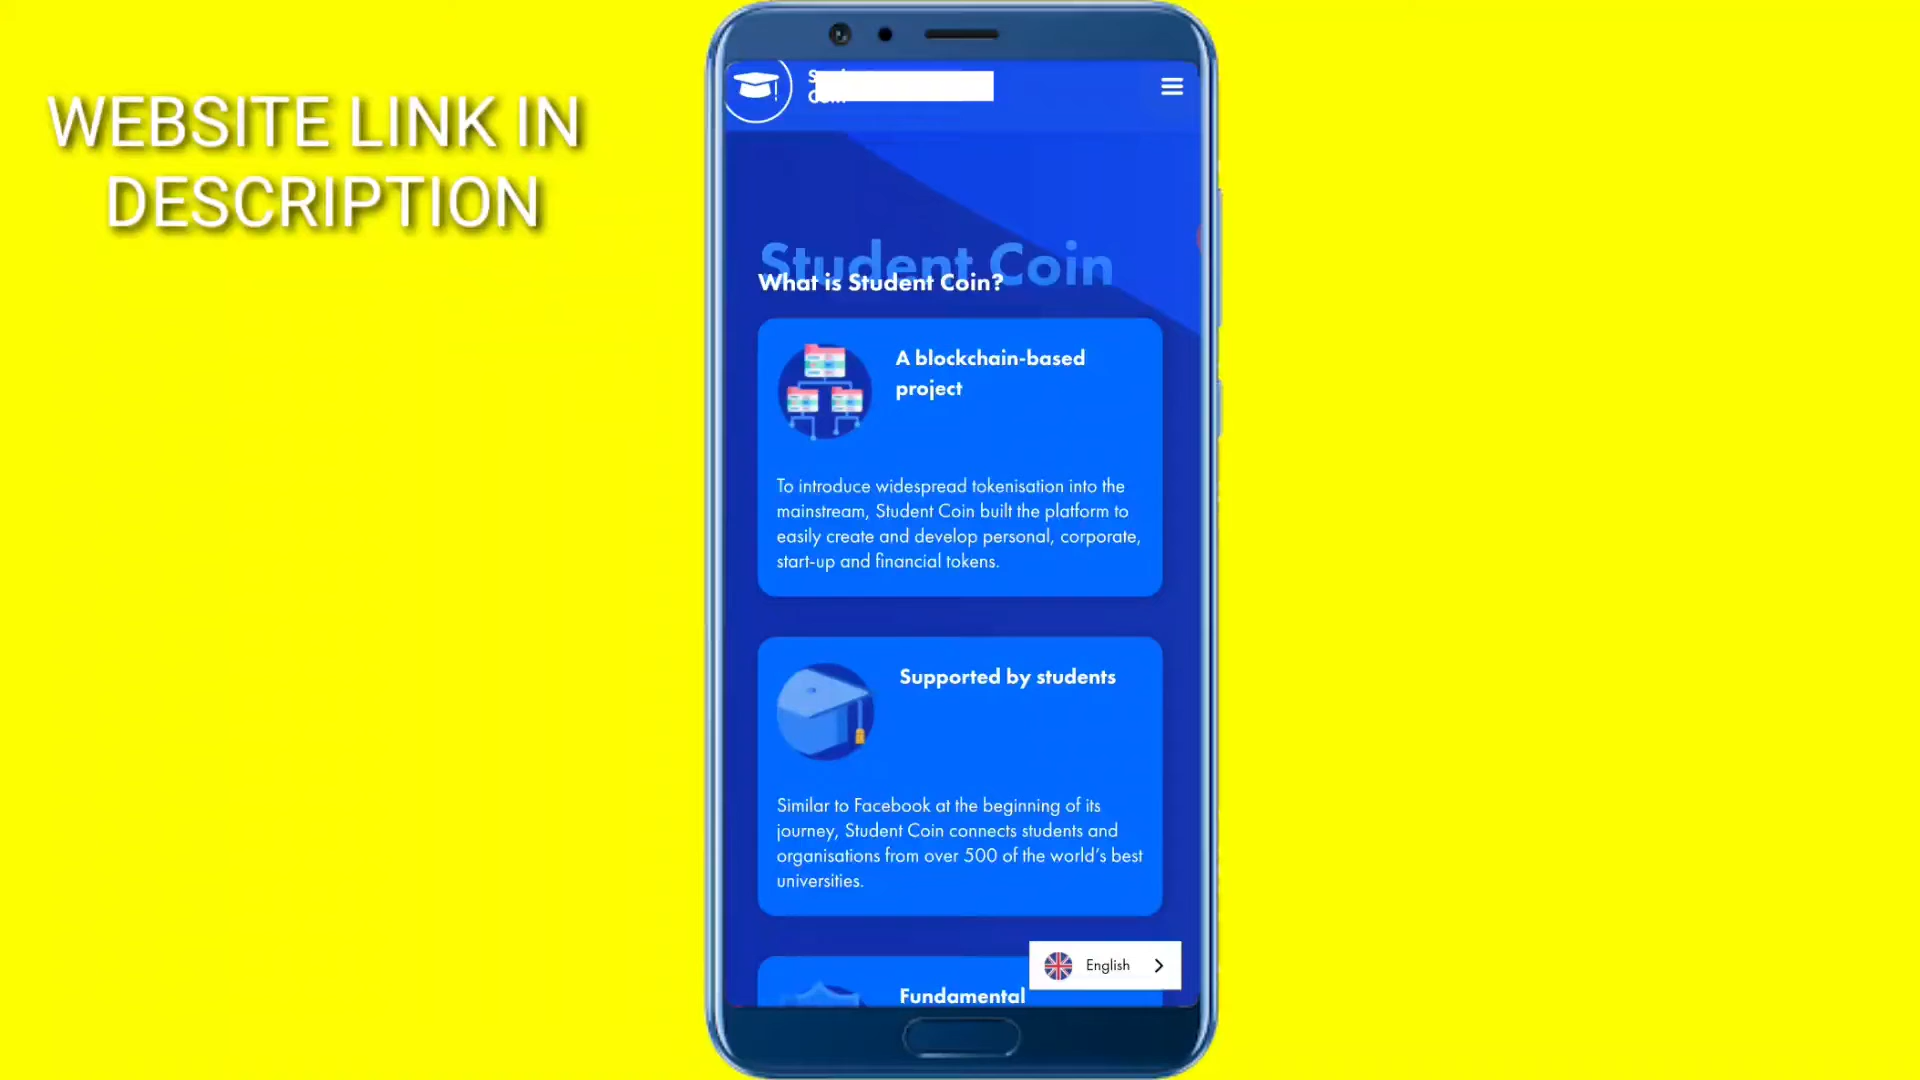 WEBSITE LINK IN
DESCRIPTION
Student Coin
What is Student Coin?
A blockchain-based
project
To introduce widespread tokenisation into the
mainstream, Student Coin built the platform to
easily create and develop personal, corporate,
start-up and financial tokens.
Supported by students
Similar to Facebook at the beginning of its
journey, Student Coin connects students and
organisations from over 500 of the world's best
universities.
English
Fundamental